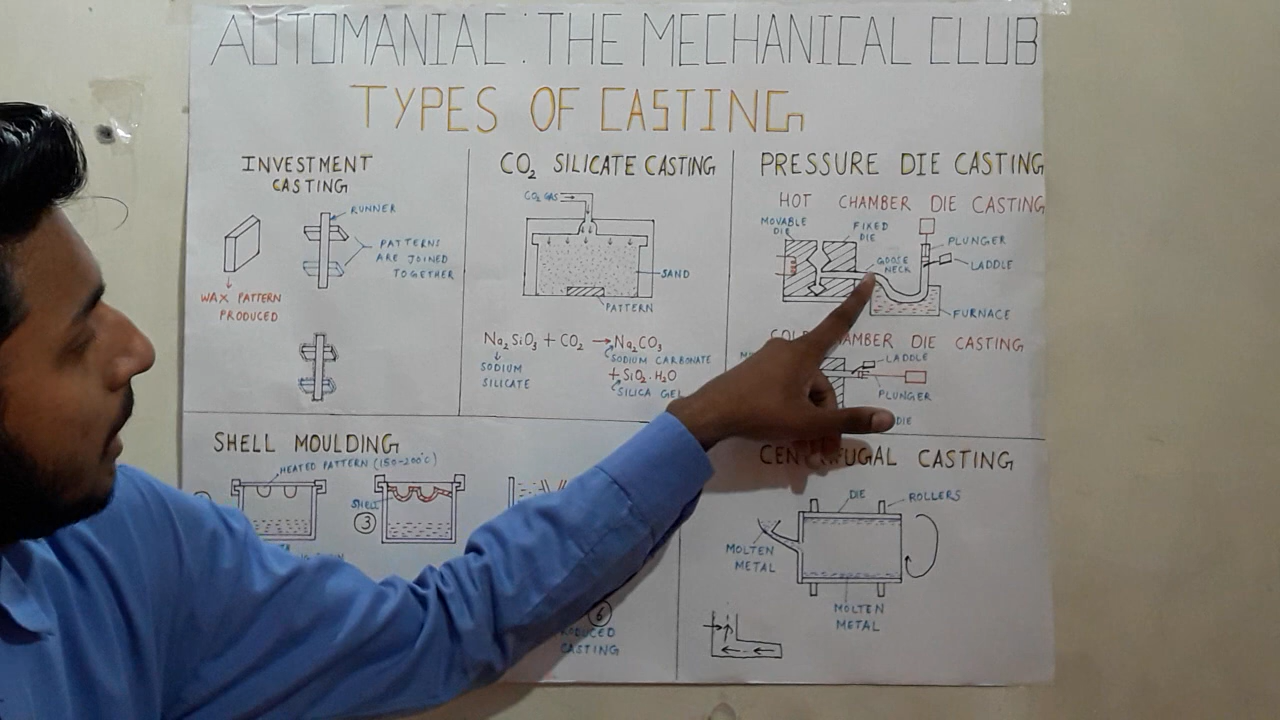 AUTOMANIAC : THE MECHANICAL CLUB
TYPES OF CASTING
INVESTMENT
CASTING
RUNNER
PATTERNS
ARE JOINED
TOGETHER
WAX PATTERN
PRODUCED
CO₂ SILICATE CASTING
CO₂ GAS
SAND
PATTERN
Na₂SiO₃ + CO₂ → Na₂CO₃
SODIUM CARBONATE
SODIUM
SILICATE
+ SiO₂·H₂O
SILICA GEL
PRESSURE DIE CASTING
HOT CHAMBER DIE CASTING
MOVABLE
DIE
FIXED
DIE
GOOSE
NECK
PLUNGER
LADDLE
FURNACE
DIE CASTING
LADDLE
PLUNGER
DIE
SHELL MOULDING
HEATED PATTERN (150-200°C)
SHELL
3
6
CASTING
CASTING
DIE
ROLLERS
MOLTEN
METAL
MOLTEN
METAL